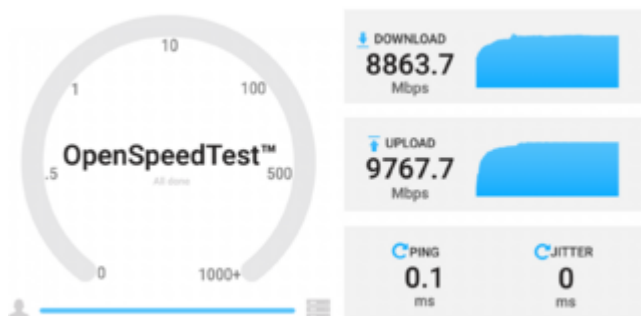 10
1
100
OpenSpeedTest™
.5
500
All done
0
1000+
DOWNLOAD
8863.7
Mbps
UPLOAD
9767.7
Mbps
PING
JITTER
0.1
0
ms
ms